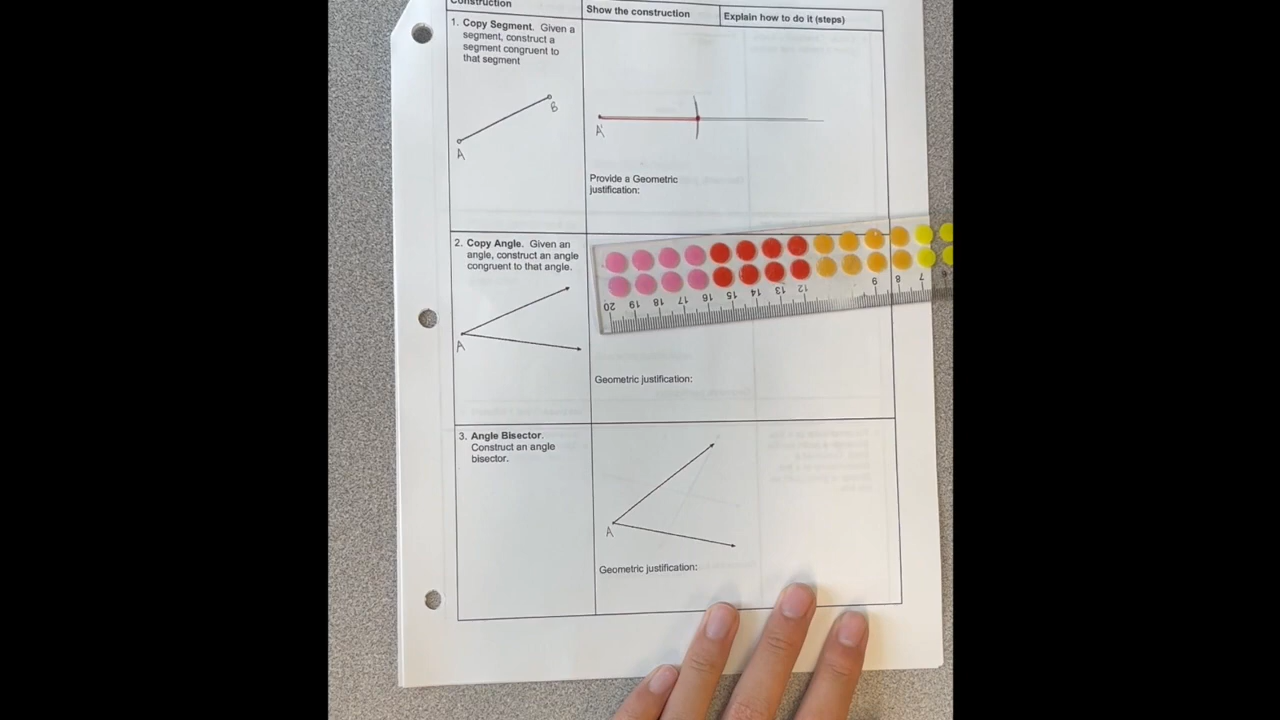 Construction
Show the construction
Explain how to do it (steps)
1. Copy Segment. Given a
segment, construct a
segment congruent to
that segment
B
A
A'
Provide a Geometric
justification:
2. Copy Angle. Given an
angle, construct an angle
congruent to that angle.
A
20 19 18 17 16 15 14 13 12 9 8 7
Geometric justification:
3. Angle Bisector.
Construct an angle
bisector.
A
Geometric justification: